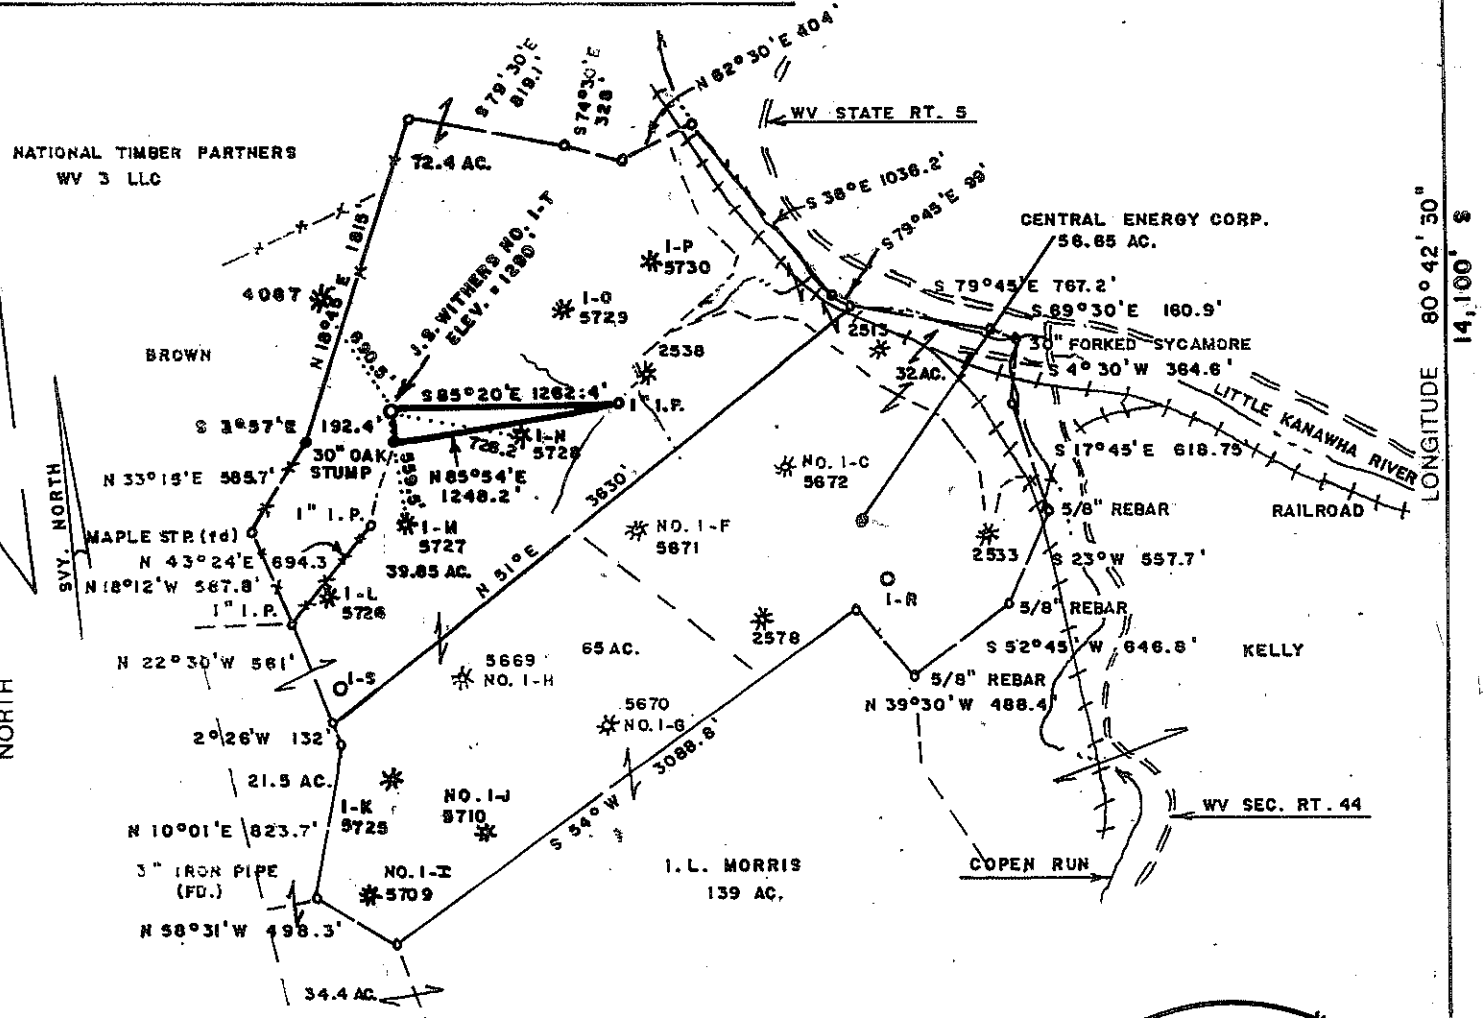 S 79°30'E
819.1'
S 74°30'E
328'
N 62°30'E 404'
WV STATE RT. 5
NATIONAL TIMBER PARTNERS
WV 3 LLC
72.4 AC.
S 38°E 1036.2'
S 79°45'E 99'
CENTRAL ENERGY CORP.
56.65 AC.
LONGITUDE 80°42'30"
14,100' S
N 18°45'E 1815'
4087
J.S. WITHERS NO. 1-T
ELEV. = 1290'
1-P
5730
1-O
5729
S 79°45'E 767.2'
S 69°30'E 160.9'
38" FORKED SYCAMORE
S 4°30'W 364.6'
BROWN
690.5'
2538
2513
32 AC.
LITTLE KANAWHA RIVER
S 85°20'E 1262.4'
1" I.P.
S 3°57'E 192.4'
30" OAK
STUMP
726.2'
1-N
5728
N 85°54'E
1248.2'
559.5'
S 17°45'E 618.75'
N 33°15'E 585.7'
3630'
NO. 1-C
5672
RAILROAD
1" I.P.
5/8" REBAR
SVY. NORTH
MAPLE STP. (fd)
1-M
5727
39.85 AC.
NO. 1-F
5671
2533
N 43°24'E 694.3'
S 23°W 557.7'
N 18°12'W 587.8'
N 51°E
1-L
5726
1-R
1" I.P.
5/8" REBAR
2578
N 22°30'W 561'
65 AC.
S 52°45'W 646.8'
KELLY
5669
NO. 1-H
1-S
5/8" REBAR
N 39°30'W 488.4'
NORTH
5670
NO. 1-G
2°26'W 132'
21.5 AC.
3088.8'
1-K
5725
NO. 1-J
5710
S 54°W
WV SEC. RT. 44
N 10°01'E 823.7'
3" IRON PIPE
(FD.)
NO. 1-I
5709
I.L. MORRIS
139 AC.
COPEN RUN
N 58°31'W 498.3'
34.4 AC.